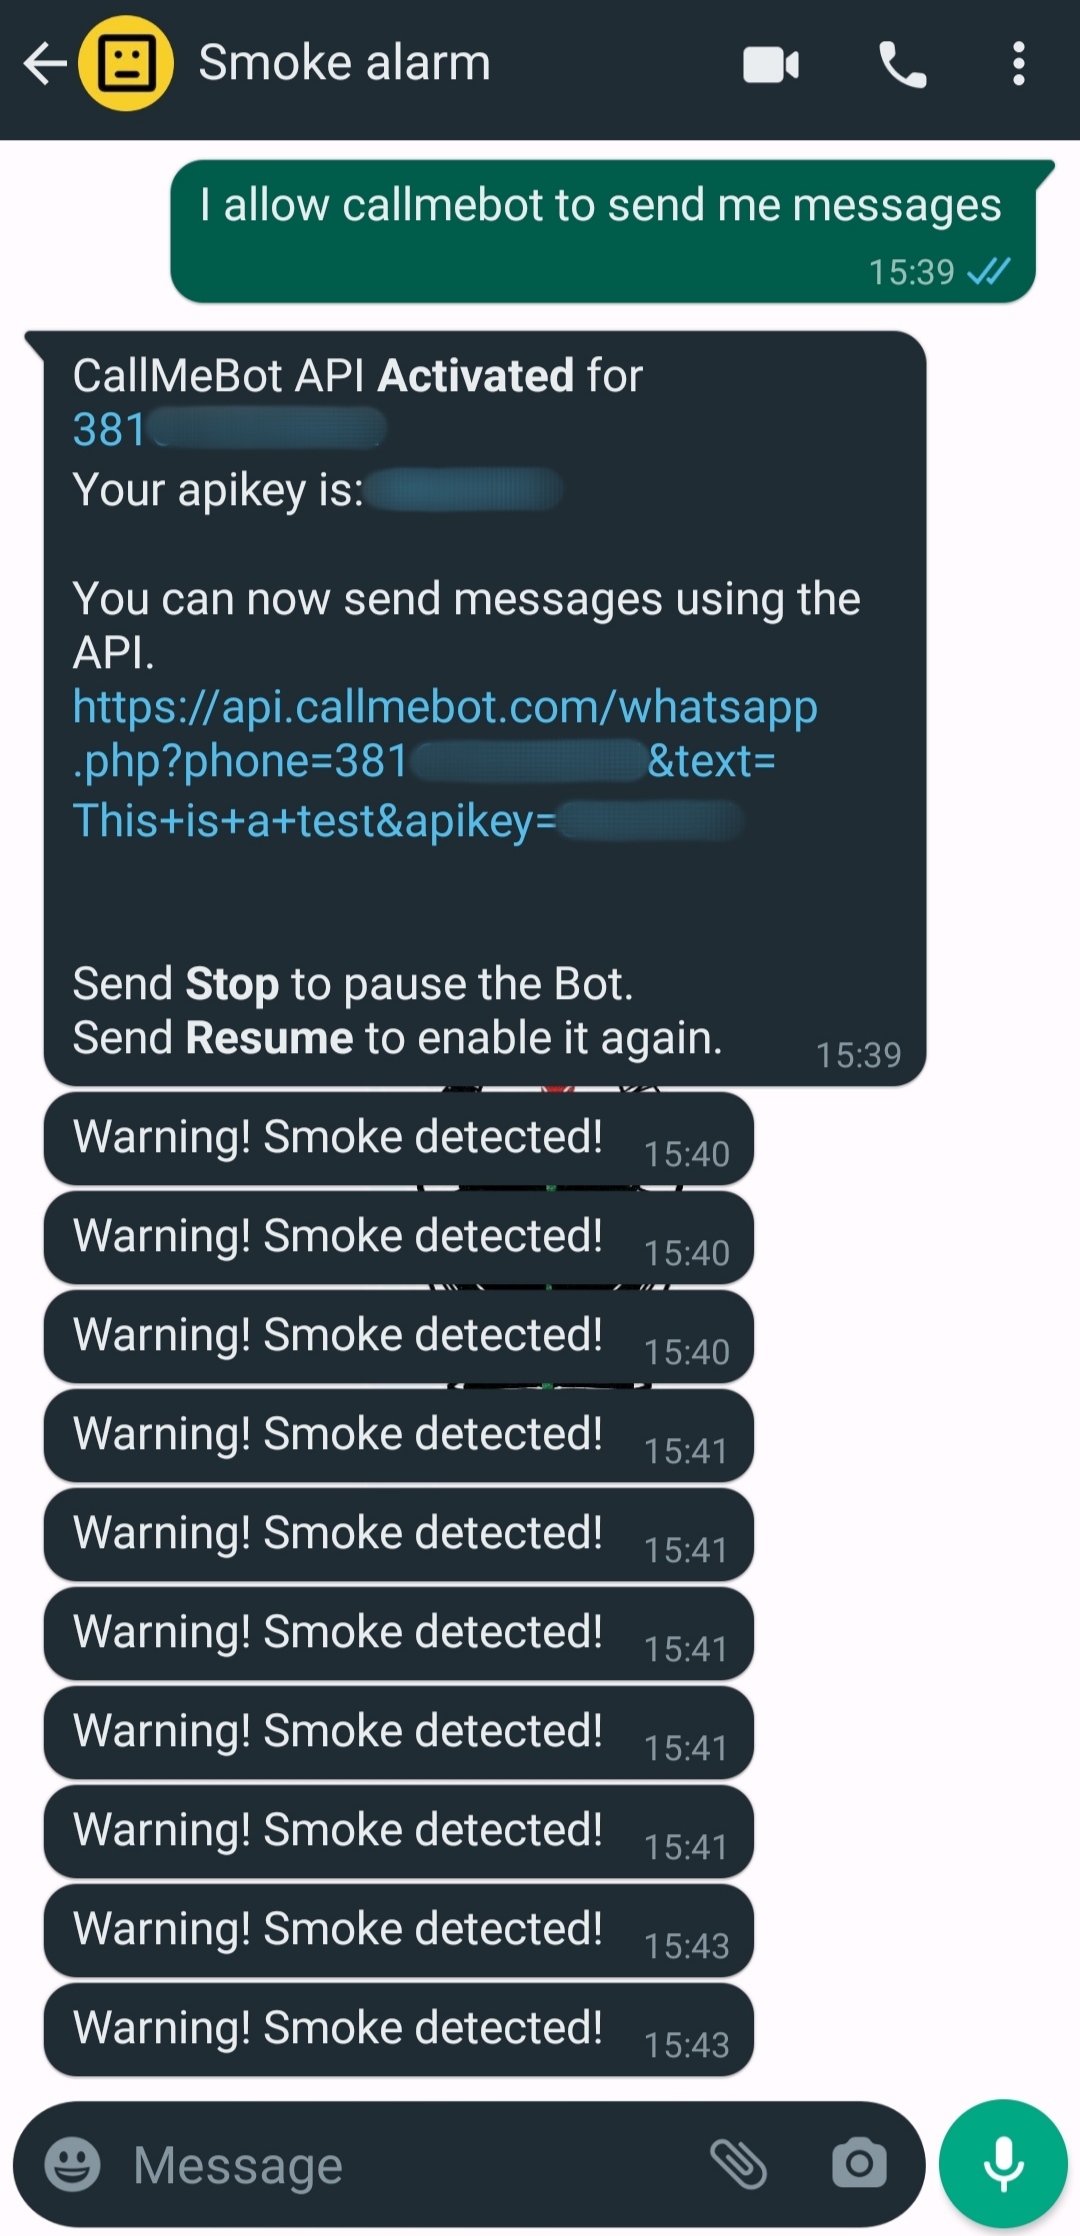 Smoke alarm
I allow callmebot to send me messages
15:39
CallMeBot API Activated for
381
Your apikey is:
You can now send messages using the
API.
https://api.callmebot.com/whatsapp
.php?phone=381 &text=
This+is+a+test&apikey=
Send Stop to pause the Bot.
Send Resume to enable it again.
15:39
Warning! Smoke detected! 15:40
Warning! Smoke detected! 15:40
Warning! Smoke detected! 15:40
Warning! Smoke detected! 15:41
Warning! Smoke detected! 15:41
Warning! Smoke detected! 15:41
Warning! Smoke detected! 15:41
Warning! Smoke detected! 15:41
Warning! Smoke detected! 15:43
Warning! Smoke detected! 15:43
Message